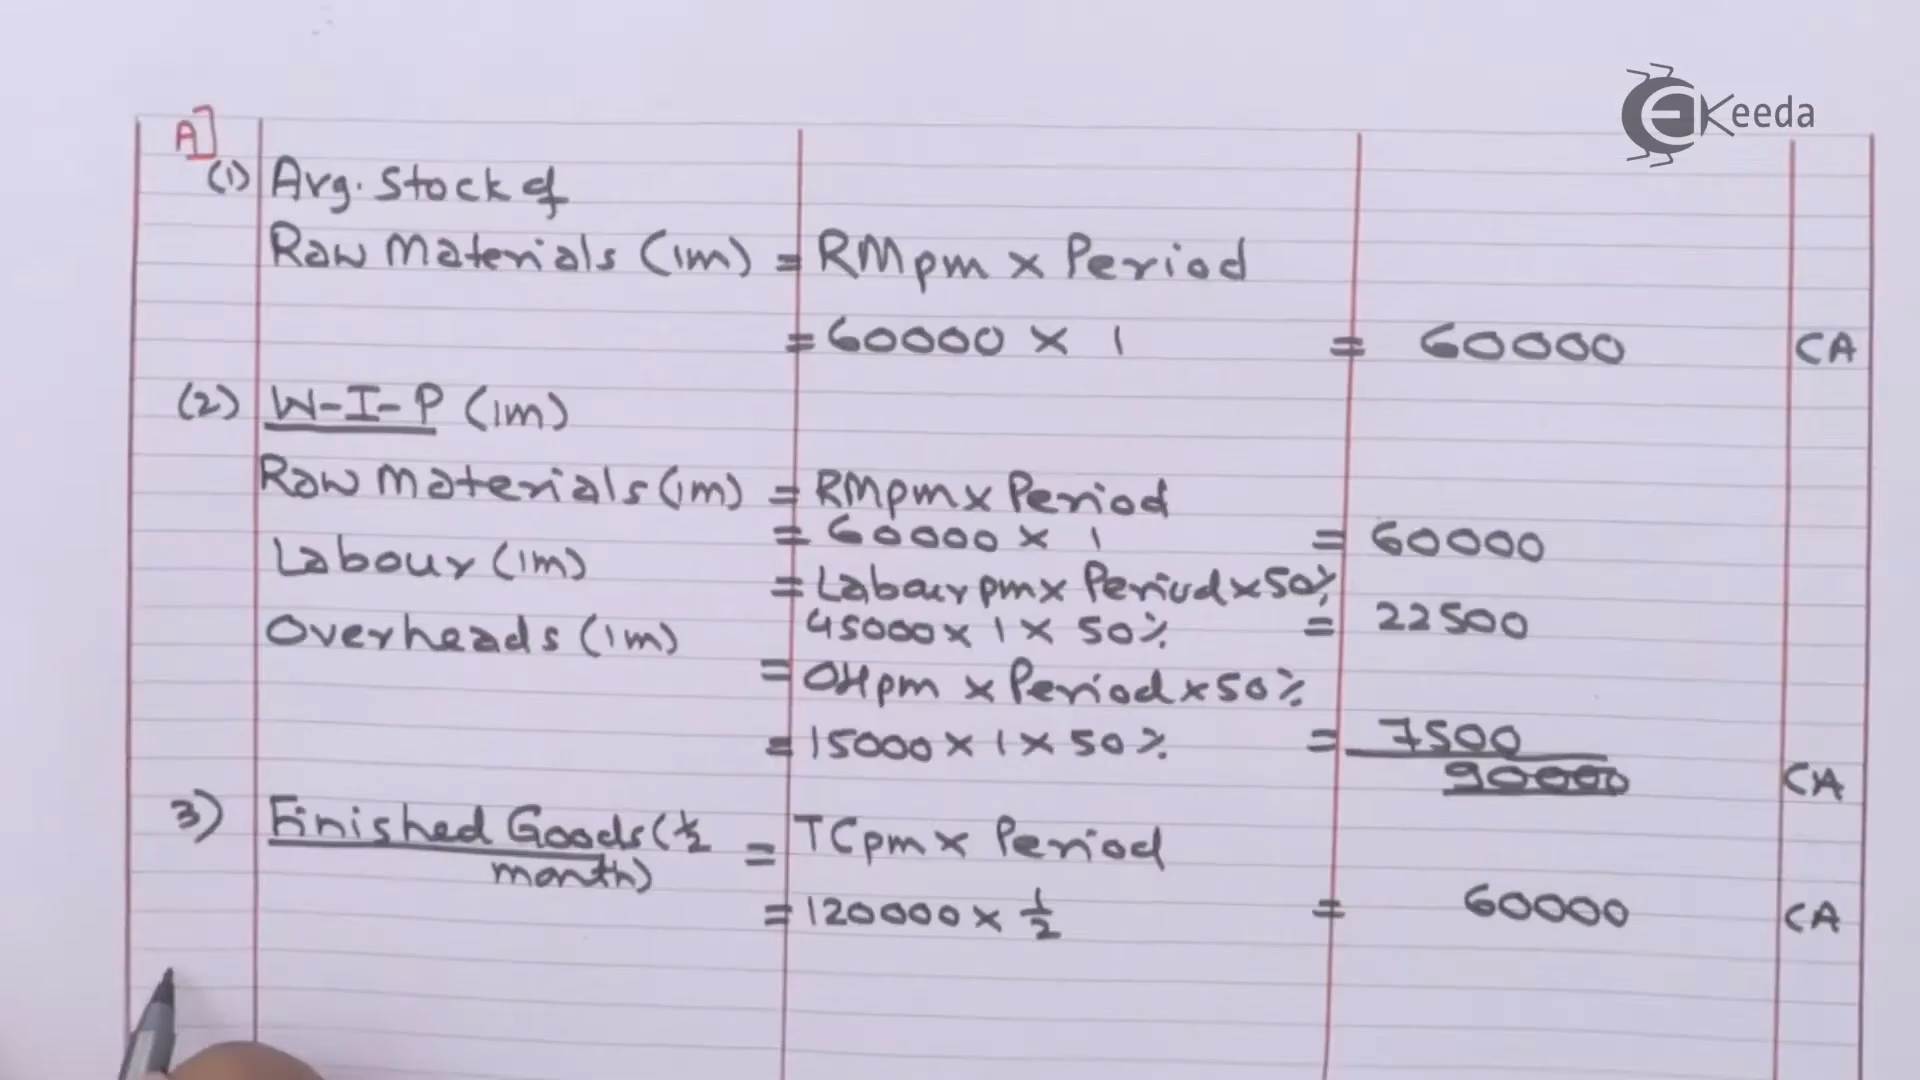 EKeeda
A]
(1) Avg. Stock of
Raw Materials (1m) = RMpm x Period
= 60000 x 1 = 60000 CA
(2) W-I-P (1m)
Raw Materials (1m) = RMpm x Period
= 60000 x 1 = 60000
Labour (1m) = Labour pm x Period x 50%
45000 x 1 x 50% = 22500
Overheads (1m) = OHpm x Period x 50%
= 15000 x 1 x 50% = 7500
90000 CA
3) Finished Goods (½ = TCpm x Period
month)
= 120000 x ½ = 60000 CA